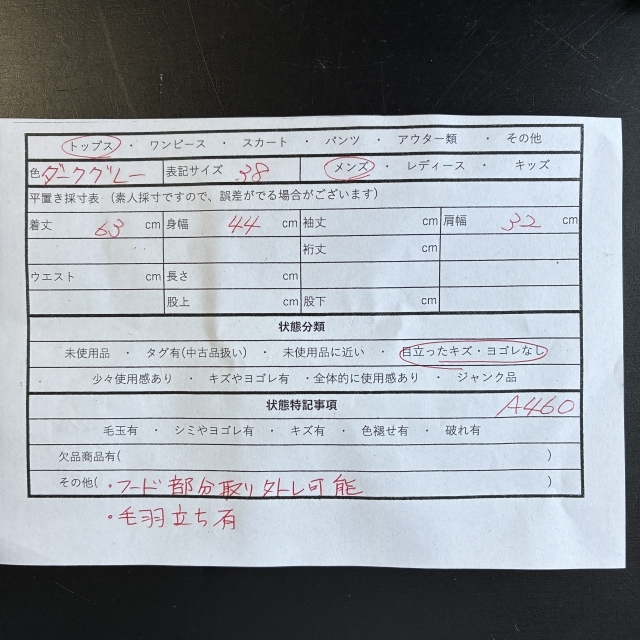 トップス ・ ワンピース ・ スカート ・ パンツ ・ アウター類 ・ その他
色 ダークグレー 表記サイズ 38 メンズ ・ レディース ・ キッズ
平置き採寸表 (素人採寸ですので、誤差がでる場合がございます)
着丈 63 cm 身幅 44 cm 袖丈 cm 肩幅 32 cm
裄丈 cm
ウエスト cm 長さ cm
股上 cm 股下 cm
状態分類
未使用品 ・ タグ有(中古品扱い) ・ 未使用品に近い ・ 目立ったキズ・ヨゴレなし
少々使用感あり ・ キズやヨゴレ有 ・全体的に使用感あり ・ ジャンク品
状態特記事項 A460
毛玉有 ・ シミやヨゴレ有 ・ キズ有 ・ 色褪せ有 ・ 破れ有
欠品商品有( )
その他( ・フード部分取り外し可能 )
・毛羽立ち有